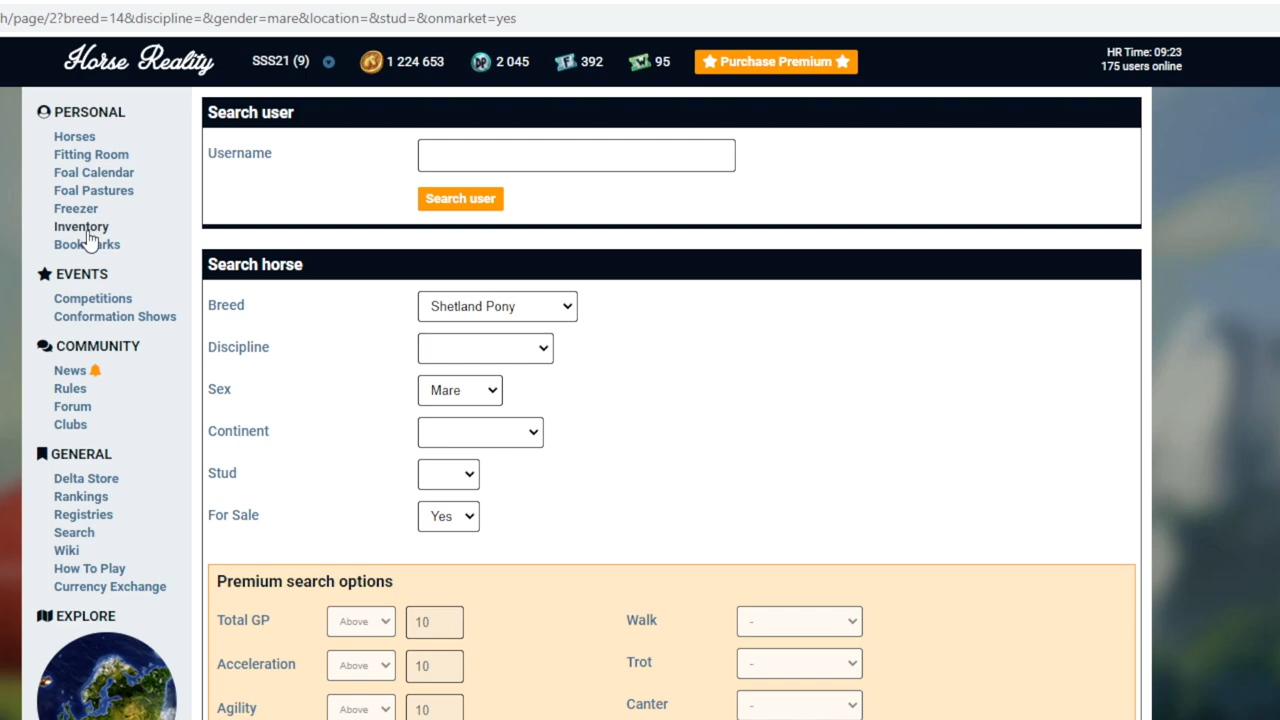 h/page/2?breed=14&discipline=&gender=mare&location=&stud=&onmarket=yes
Horse Reality
SSS21 (9)
1 224 653
DP 2 045
392
95
Purchase Premium
HR Time: 09:23
175 users online
PERSONAL
Horses
Fitting Room
Foal Calendar
Foal Pastures
Freezer
Inventory
Bookmarks
EVENTS
Competitions
Conformation Shows
COMMUNITY
News
Rules
Forum
Clubs
GENERAL
Delta Store
Rankings
Registries
Search
Wiki
How To Play
Currency Exchange
EXPLORE
Search user
Username
Search user
Search horse
Breed
Shetland Pony
Discipline
Sex
Mare
Continent
Stud
For Sale
Yes
Premium search options
Total GP Above 10
Walk -
Acceleration Above 10
Trot -
Agility Above 10
Canter -